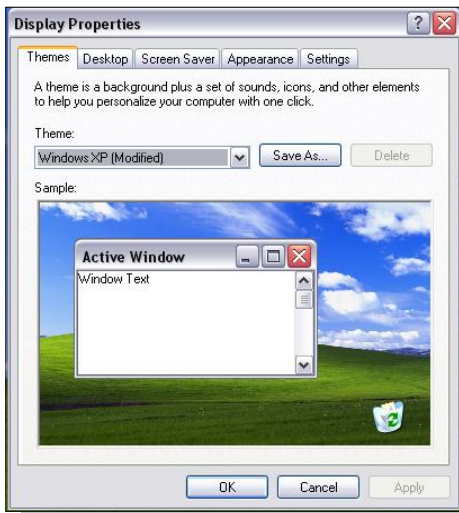 Display Properties
Themes Desktop Screen Saver Appearance Settings
A theme is a background plus a set of sounds, icons, and other elements
to help you personalize your computer with one click.
Theme:
Windows XP (Modified) Save As... Delete
Sample:
Active Window
Window Text
OK Cancel Apply